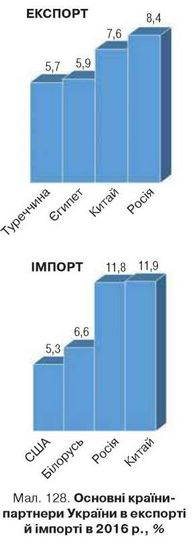 ЕКСПОРТ
5,7 5,9 7,6 8,4
Туреччина Єгипет Китай Росія
ІМПОРТ
5,3 6,6 11,8 11,9
США Білорусь Росія Китай
Мал. 128. Основні країни-
партнери України в експорті
й імпорті в 2016 р., %